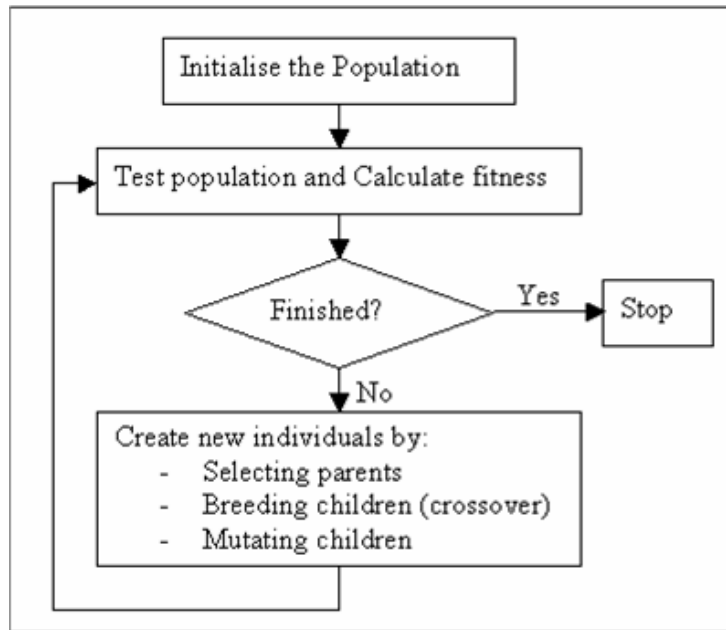 Initialise the Population
Test population and Calculate fitness
Finished?
Yes
Stop
No
Create new individuals by:
- Selecting parents
- Breeding children (crossover)
- Mutating children